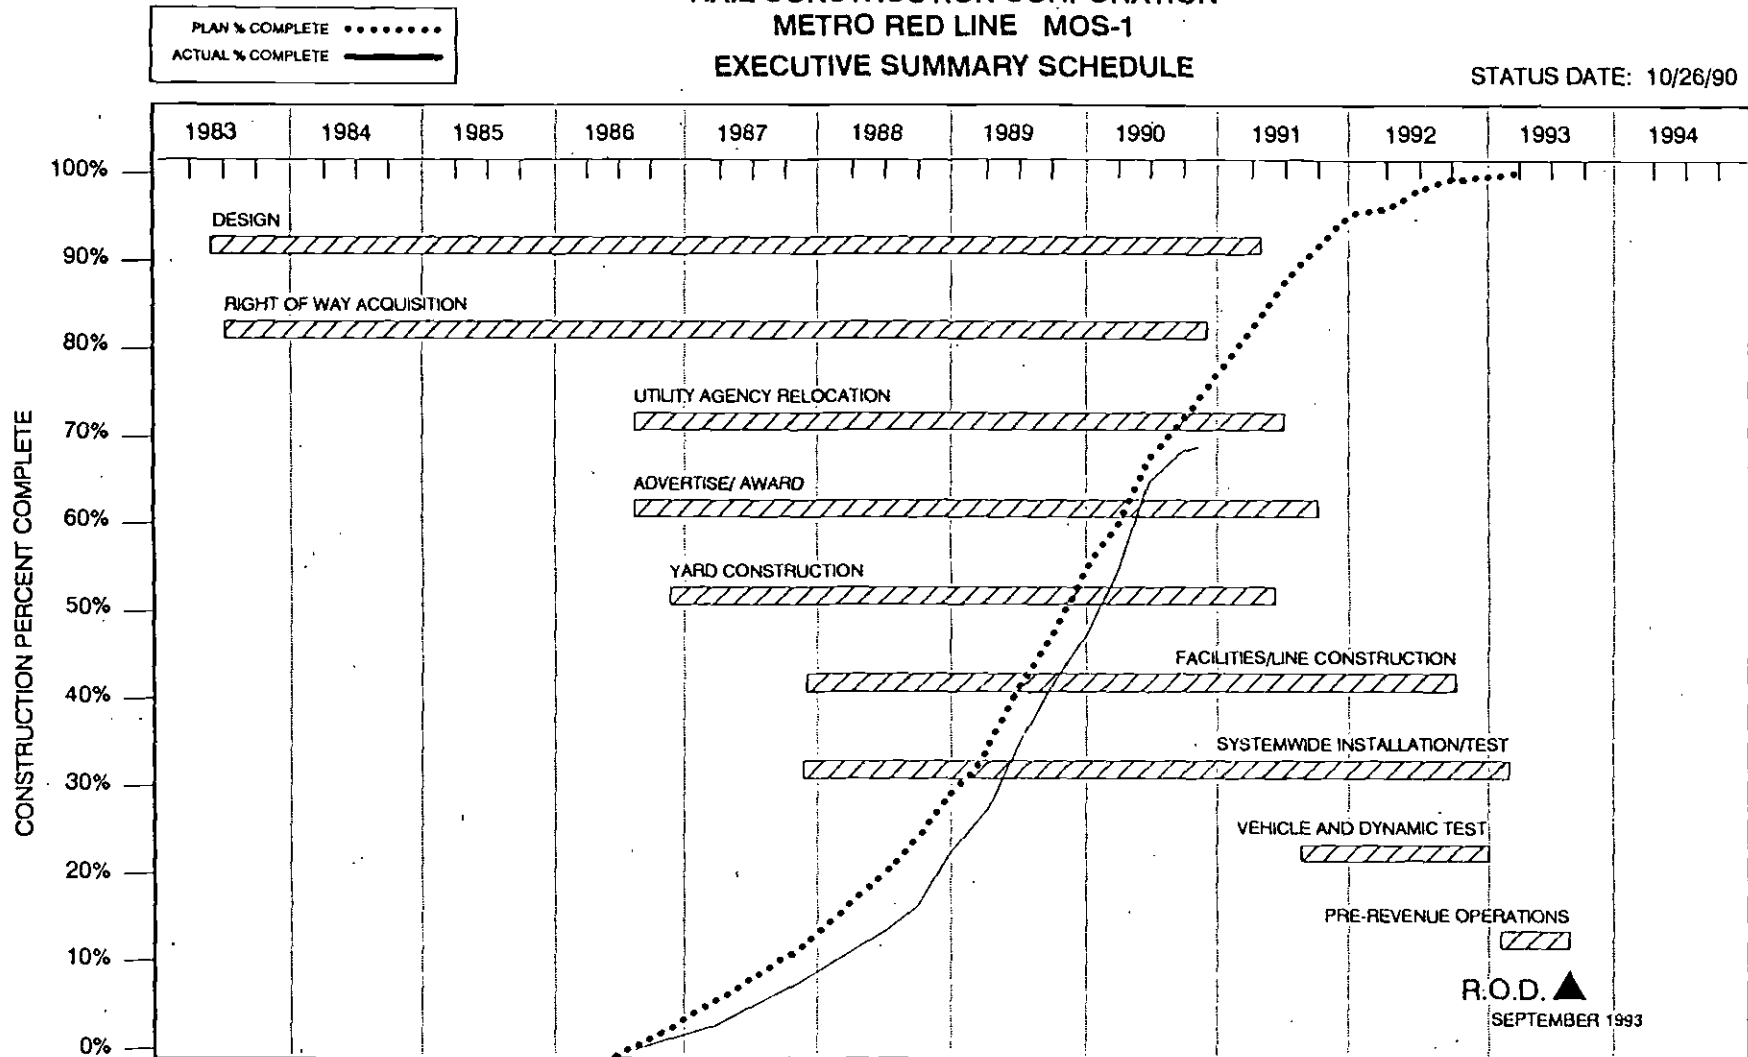 PLAN % COMPLETE
ACTUAL % COMPLETE
METRO RED LINE MOS-1
EXECUTIVE SUMMARY SCHEDULE
STATUS DATE: 10/26/90
1983 1984 1985 1986 1987 1988 1989 1990 1991 1992 1993 1994
CONSTRUCTION PERCENT COMPLETE
100%
DESIGN
90%
RIGHT OF WAY ACQUISITION
80%
UTILITY AGENCY RELOCATION
70%
ADVERTISE/ AWARD
60%
YARD CONSTRUCTION
50%
FACILITIES/LINE CONSTRUCTION
40%
SYSTEMWIDE INSTALLATION/TEST
30%
VEHICLE AND DYNAMIC TEST
20%
PRE-REVENUE OPERATIONS
10%
R.O.D.
SEPTEMBER 1993
0%